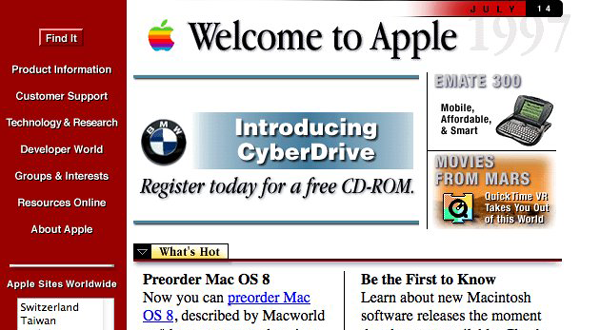 JULY 14
1997
Welcome to Apple
Find It
Product Information
Customer Support
Technology & Research
Developer World
Groups & Interests
Resources Online
About Apple
Apple Sites Worldwide
Switzerland
Taiwan
BMW
Introducing
CyberDrive
Register today for a free CD-ROM.
EMATE 300
Mobile,
Affordable,
& Smart
MOVIES
FROM MARS
QuickTime VR
Takes You Out
of this World
What's Hot
Preorder Mac OS 8
Now you can preorder Mac
OS 8, described by Macworld
Be the First to Know
Learn about new Macintosh
software releases the moment